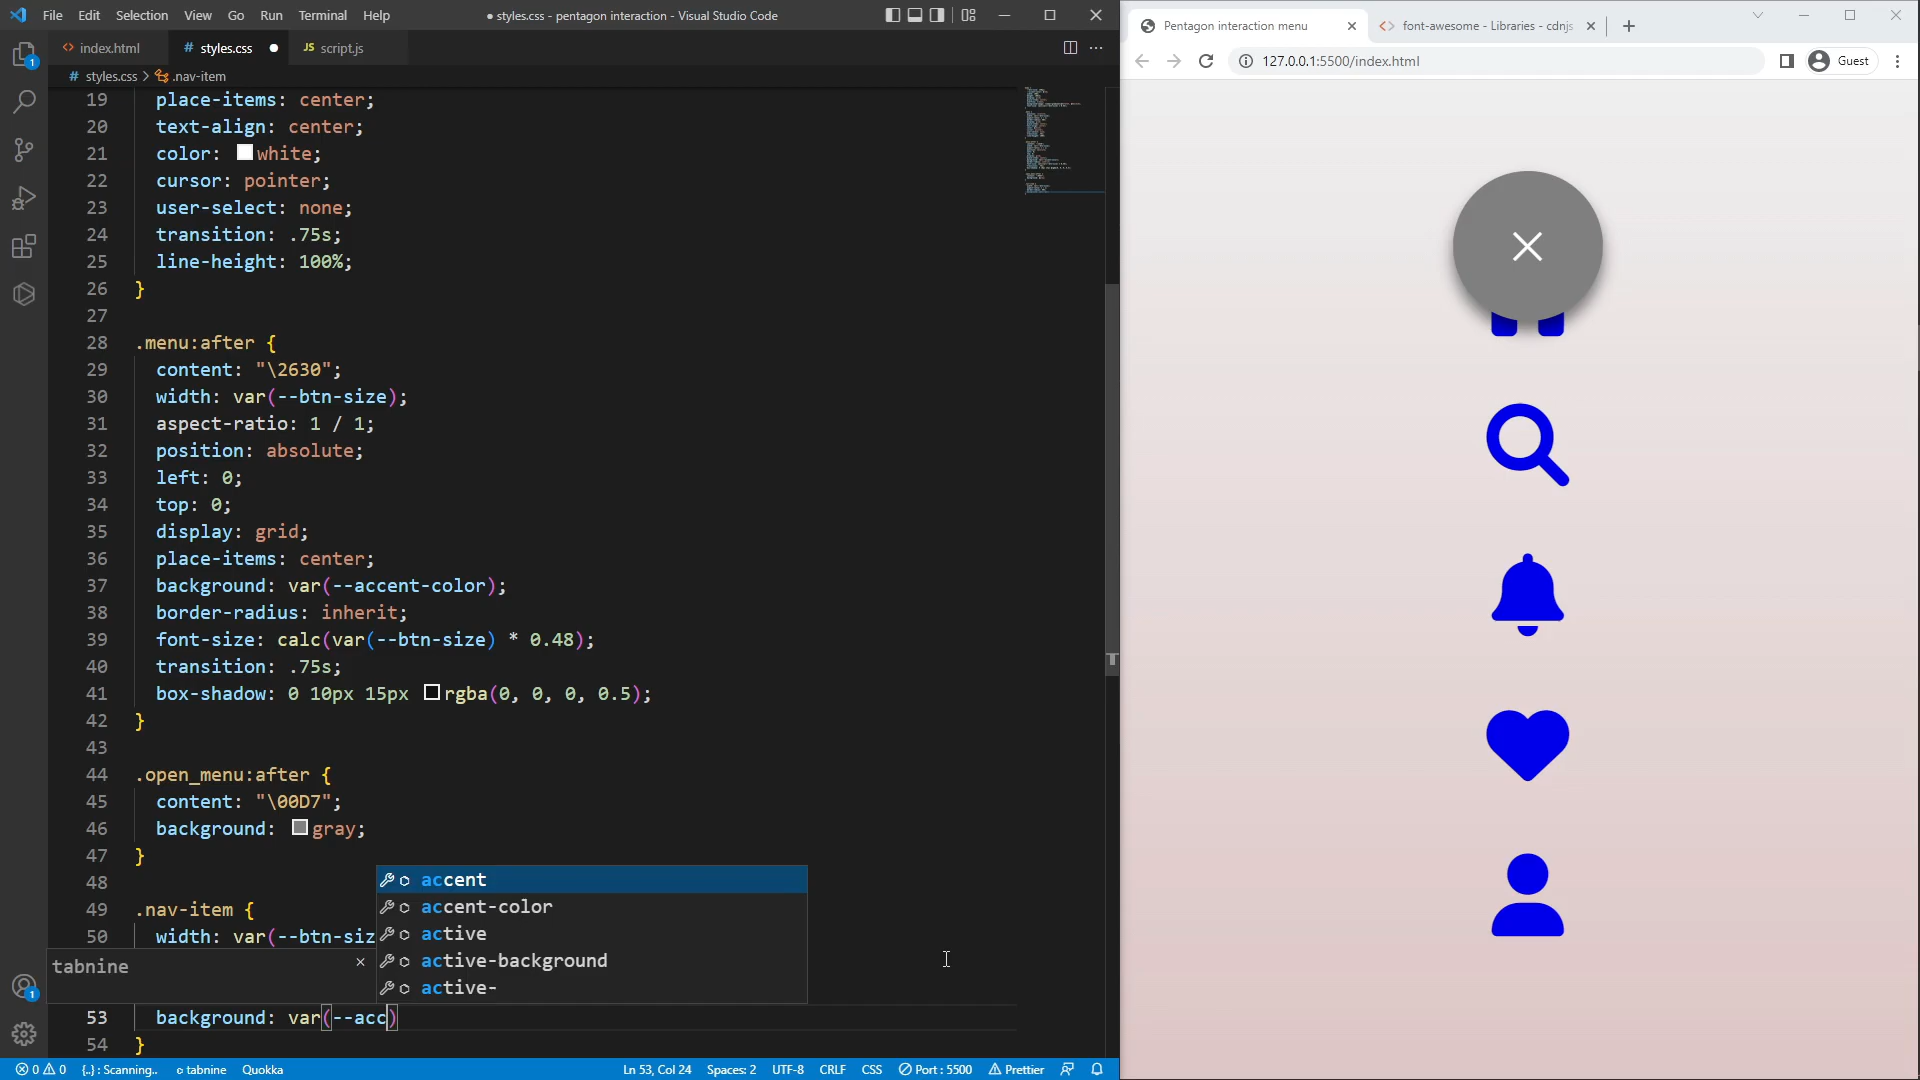 File Edit Selection View Go Run Terminal Help
● styles.css - pentagon interaction - Visual Studio Code
index.html
# styles.css ●
JS script.js
# styles.css > .nav-item
19 place-items: center;
20 text-align: center;
21 color: white;
22 cursor: pointer;
23 user-select: none;
24 transition: .75s;
25 line-height: 100%;
26 }
27
28 .menu:after {
29 content: "\2630";
30 width: var(--btn-size);
31 aspect-ratio: 1 / 1;
32 position: absolute;
33 left: 0;
34 top: 0;
35 display: grid;
36 place-items: center;
37 background: var(--accent-color);
38 border-radius: inherit;
39 font-size: calc(var(--btn-size) * 0.48);
40 transition: .75s;
41 box-shadow: 0 10px 15px rgba(0, 0, 0, 0.5);
42 }
43
44 .open_menu:after {
45 content: "\00D7";
46 background: gray;
47 }
48
49 .nav-item {
50 width: var(--btn-siz
tabnine
53 background: var(--acc)
54 }
accent
accent-color
active
active-background
active-
1
1
0 0 {..} : Scanning.. tabnine Quokka
Ln 53, Col 24 Spaces: 2 UTF-8 CRLF CSS Port : 5500 Prettier
Pentagon interaction menu
<> font-awesome - Libraries - cdnjs
127.0.0.1:5500/index.html
Guest